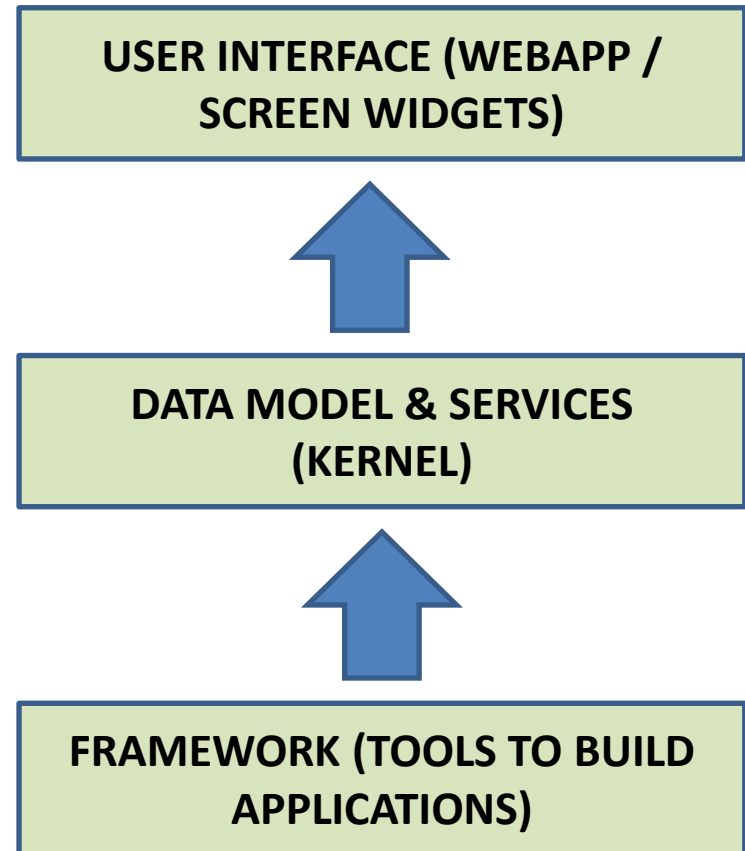 USER INTERFACE (WEBAPP /
SCREEN WIDGETS)
DATA MODEL & SERVICES
(KERNEL)
FRAMEWORK (TOOLS TO BUILD
APPLICATIONS)